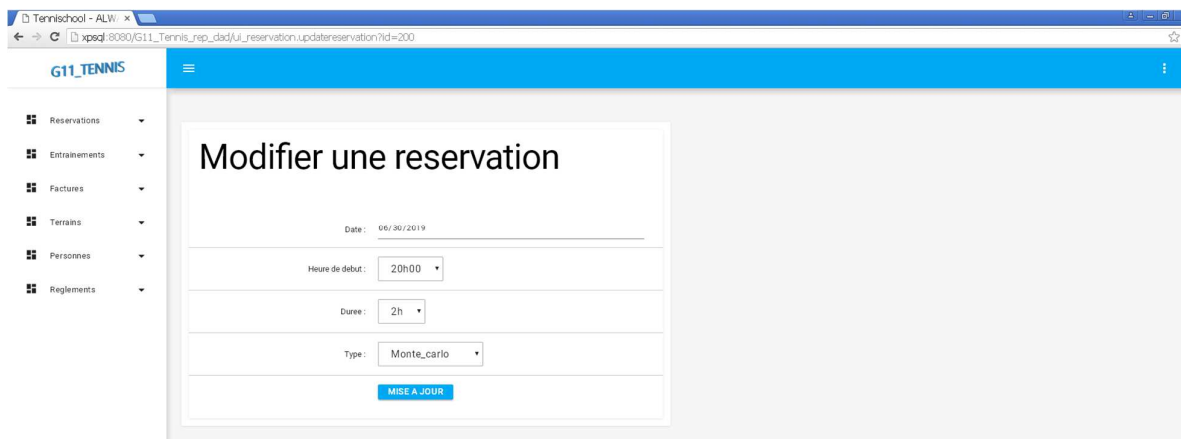 Tennischool - ALW
xpsql:8080/G11_Tennis_rep_dad/ui_reservation.updatereservation?id=200
G11_TENNIS
Reservations
Entrainements
Factures
Terrains
Personnes
Reglements
Modifier une reservation
Date : 06/30/2019
Heure de debut : 20h00
Duree : 2h
Type : Monte_carlo
MISE A JOUR